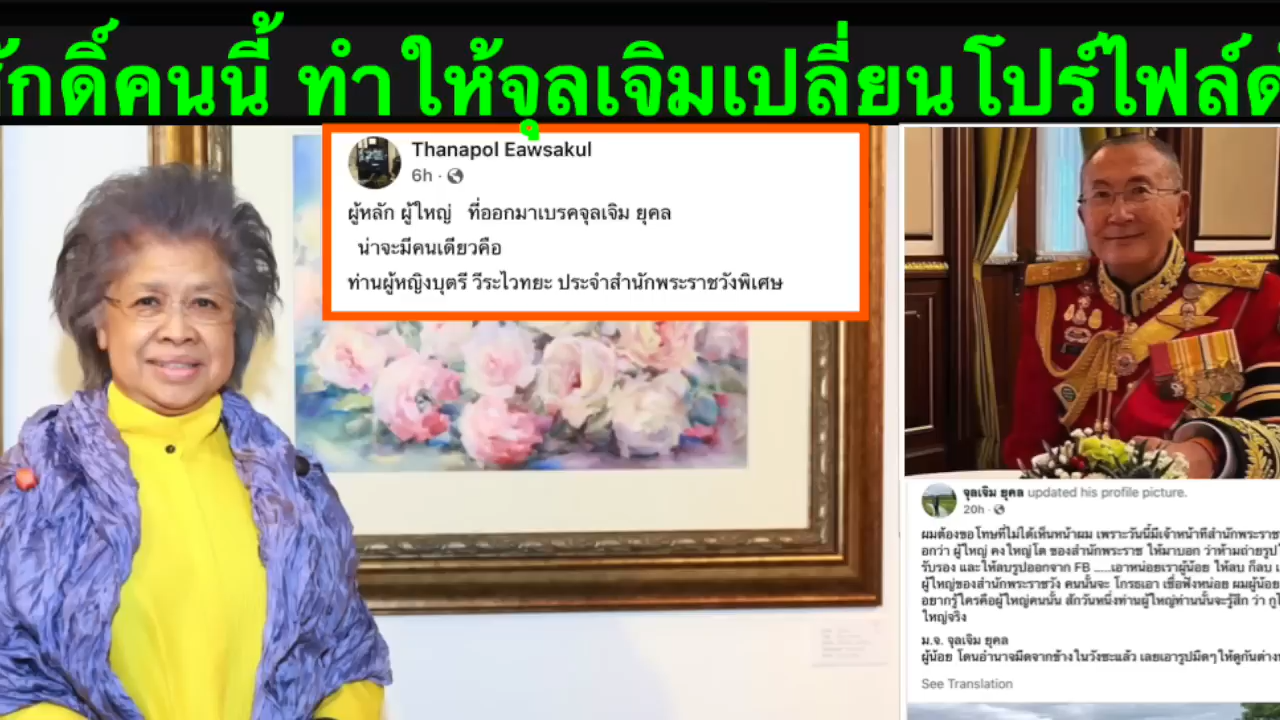 ักดิ์คนนี้ ทำให้จุลเจิมเปลี่ยนโปร์ไฟล์ด
Thanapol Eawsakul
6h
ผู้หลัก ผู้ใหญ่ ที่ออกมาเบรคจุลเจิม ยุคล
น่าจะมีคนเดียวคือ
ท่านผู้หญิงบุตรี วีระไวทยะ ประจำสำนักพระราชวังพิเศษ
จุลเจิม ยุคล updated his profile picture.
20h
ผมต้องขอโทษที่ไม่ได้เห็นหน้าผม เพราะวันนี้มีเจ้าหน้าที่สำนักพระราช
อกว่า ผู้ใหญ่ คงใหญ่โต ของสำนักพระราช ให้มาบอก ว่าห้ามถ่ายรูป
รับรอง และให้ลบรูปออกจาก FB ......เอาหน่อยเราผู้น้อย ให้ลบ ก็ลบ
ผู้ใหญ่ของสำนักพระราชวัง คนนั้นจะ โกรธเอา เชื่อฟังหน่อย ผมผู้น้อย
อยากรู้ใครคือผู้ใหญ่คนนั้น สักวันหนึ่งท่านผู้ใหญ่ท่านนั้นจะรู้สึก ว่า กู
ใหญ่จริง
ม.จ. จุลเจิม ยุคล
ผู้น้อย โดนอำนาจมืดจากข้างในวังซะแล้ว เลยเอารูปมืดๆ ให้ดูกันต่าง
See Translation